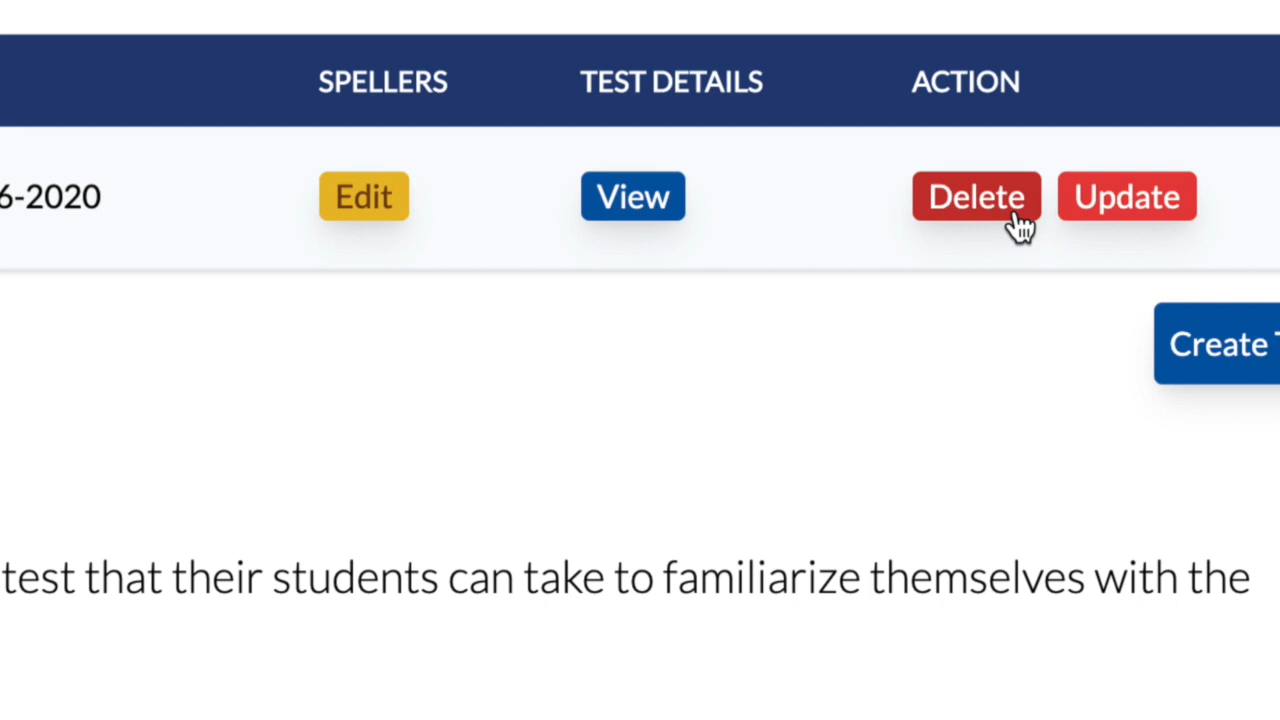 SPELLERS TEST DETAILS ACTION
6-2020 Edit View Delete Update
Create
test that their students can take to familiarize themselves with the